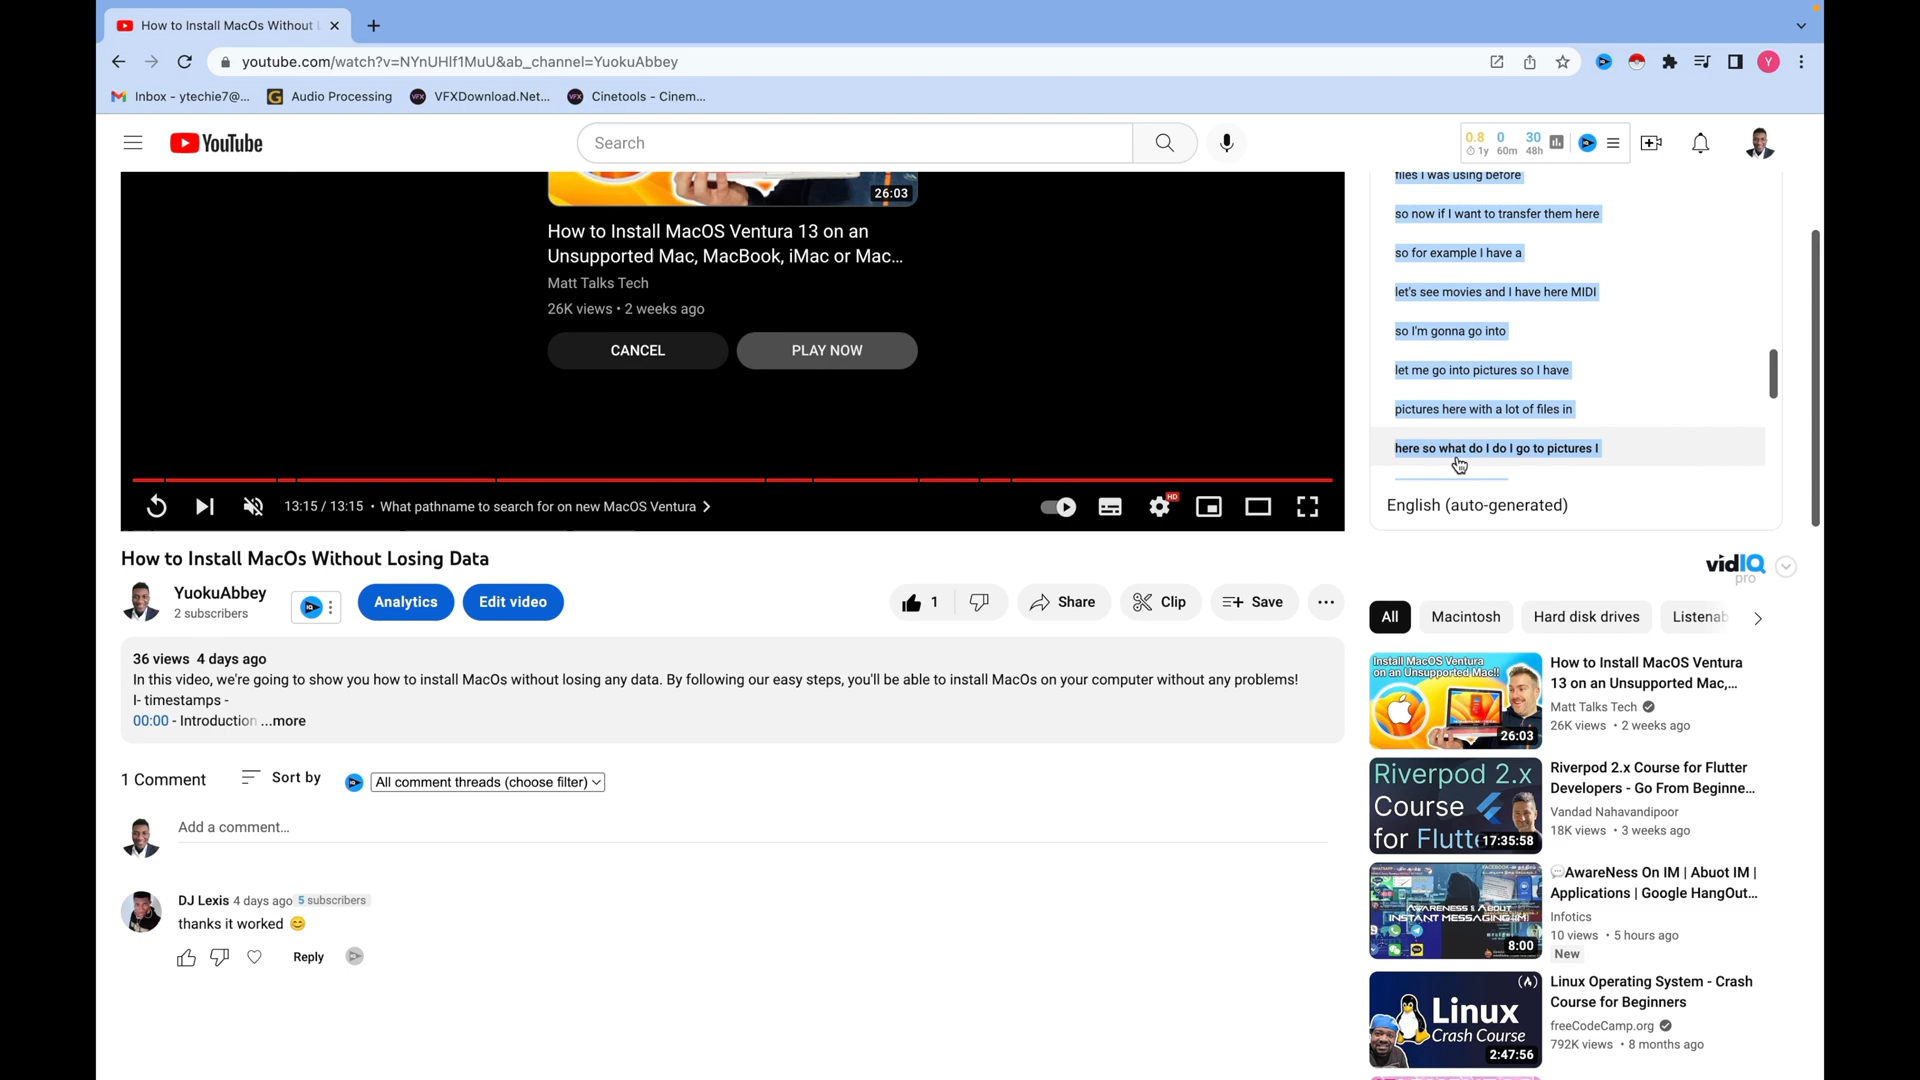 How to Install MacOs Without
youtube.com/watch?v=NYnUHIf1MuU&ab_channel=YuokuAbbey
Inbox - ytechie7@...
Audio Processing
VFXDownload.Net...
Cinetools - Cinem...
YouTube
Search
0.8 0 30
1y 60m 48h
26:03
How to Install MacOS Ventura 13 on an
Unsupported Mac, MacBook, iMac or Mac...
Matt Talks Tech
26K views • 2 weeks ago
CANCEL
PLAY NOW
13:15 / 13:15 • What pathname to search for on new MacOS Ventura
HD
files I was using before
so now if I want to transfer them here
so for example I have a
let's see movies and I have here MIDI
so I'm gonna go into
let me go into pictures so I have
pictures here with a lot of files in
here so what do I do I go to pictures I
English (auto-generated)
How to Install MacOs Without Losing Data
YuokuAbbey
2 subscribers
Analytics
Edit video
1
Share
Clip
Save
36 views 4 days ago
In this video, we're going to show you how to install MacOs without losing any data. By following our easy steps, you'll be able to install MacOs on your computer without any problems!
I- timestamps -
00:00 - Introduction ...more
1 Comment
Sort by
All comment threads (choose filter)
Add a comment...
DJ Lexis 4 days ago 5 subscribers
thanks it worked 😊
Reply
vidIQ
pro
All
Macintosh
Hard disk drives
Listenab
Install MacOS Ventura
on an Unsupported Mac!!
26:03
How to Install MacOS Ventura
13 on an Unsupported Mac,...
Matt Talks Tech
26K views • 2 weeks ago
Riverpod 2.x
Course
for Flutte
17:35:58
Riverpod 2.x Course for Flutter
Developers - Go From Beginne...
Vandad Nahavandipoor
18K views • 3 weeks ago
AWARENESS & ABOUT
INSTANT MESSAGING(IM)
8:00
💬AwareNess On IM | Abuot IM |
Applications | Google HangOut...
Infotics
10 views • 5 hours ago
New
Linux
Crash Course
2:47:56
Linux Operating System - Crash
Course for Beginners
freeCodeCamp.org
792K views • 8 months ago
Y